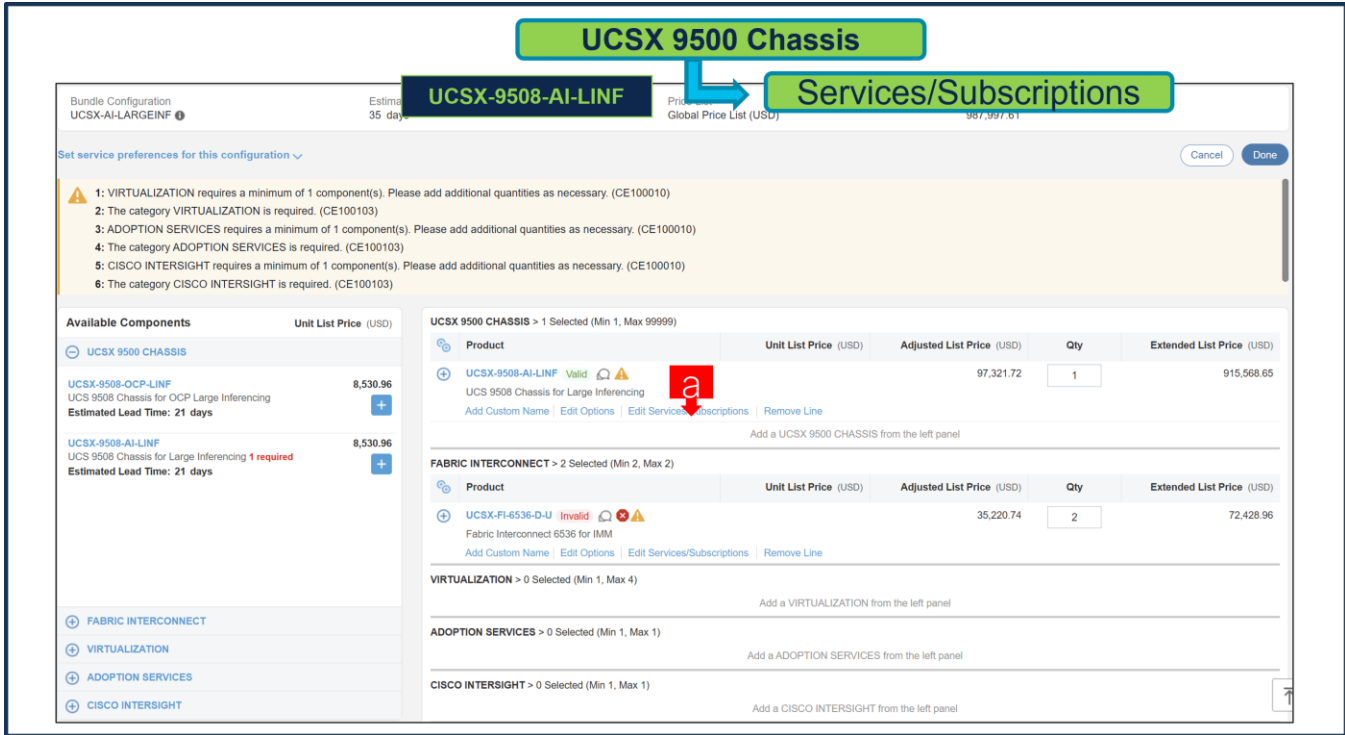 UCSX 9500 Chassis
UCSX-9508-AI-LINF
Services/Subscriptions
Bundle Configuration
UCSX-AI-LARGEINF
35 days
Global Price List (USD)
987,997.61
Set service preferences for this configuration
Cancel Done
1: VIRTUALIZATION requires a minimum of 1 component(s). Please add additional quantities as necessary. (CE100010)
2: The category VIRTUALIZATION is required. (CE100103)
3: ADOPTION SERVICES requires a minimum of 1 component(s). Please add additional quantities as necessary. (CE100010)
4: The category ADOPTION SERVICES is required. (CE100103)
5: CISCO INTERSIGHT requires a minimum of 1 component(s). Please add additional quantities as necessary. (CE100010)
6: The category CISCO INTERSIGHT is required. (CE100103)
Available Components Unit List Price (USD)
UCSX 9500 CHASSIS
UCSX-9508-OCP-LINF 8,530.96
UCS 9508 Chassis for OCP Large Inferencing
Estimated Lead Time: 21 days
UCSX-9508-AI-LINF 8,530.96
UCS 9508 Chassis for Large Inferencing 1 required
Estimated Lead Time: 21 days
FABRIC INTERCONNECT
VIRTUALIZATION
ADOPTION SERVICES
CISCO INTERSIGHT
UCSX 9500 CHASSIS > 1 Selected (Min 1, Max 99999)
Product Unit List Price (USD) Adjusted List Price (USD) Qty Extended List Price (USD)
UCSX-9508-AI-LINF Valid 97,321.72 1 915,568.65
UCS 9508 Chassis for Large Inferencing
a
Add Custom Name | Edit Options | Edit Services/Subscriptions | Remove Line
Add a UCSX 9500 CHASSIS from the left panel
FABRIC INTERCONNECT > 2 Selected (Min 2, Max 2)
Product Unit List Price (USD) Adjusted List Price (USD) Qty Extended List Price (USD)
UCSX-FI-6536-D-U Invalid 35,220.74 2 72,428.96
Fabric Interconnect 6536 for IMM
Add Custom Name | Edit Options | Edit Services/Subscriptions | Remove Line
VIRTUALIZATION > 0 Selected (Min 1, Max 4)
Add a VIRTUALIZATION from the left panel
ADOPTION SERVICES > 0 Selected (Min 1, Max 1)
Add a ADOPTION SERVICES from the left panel
CISCO INTERSIGHT > 0 Selected (Min 1, Max 1)
Add a CISCO INTERSIGHT from the left panel